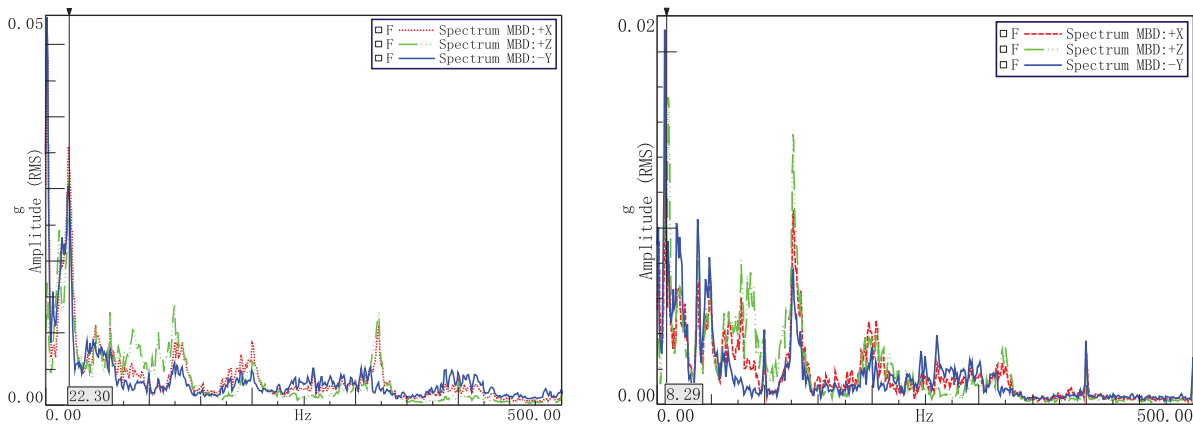 0.05
F Spectrum MBD:+X
F Spectrum MBD:+Z
F Spectrum MBD:-Y
g
Amplitude (RMS)
0.00
22.30
0.00
Hz
500.00
0.02
F Spectrum MBD:+X
F Spectrum MBD:+Z
F Spectrum MBD:-Y
g
Amplitude (RMS)
0.00
8.29
0.00
Hz
500.00